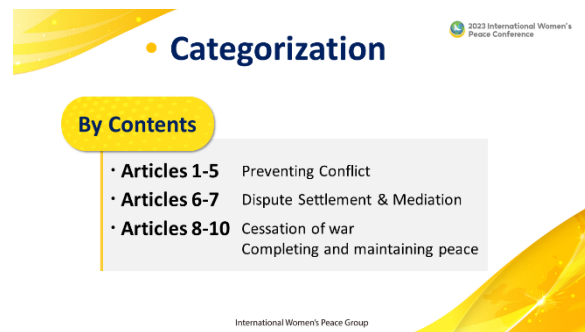 2023 International Women's
Peace Conference
• Categorization
By Contents
· Articles 1-5 Preventing Conflict
· Articles 6-7 Dispute Settlement & Mediation
· Articles 8-10 Cessation of war
Completing and maintaining peace
International Women's Peace Group